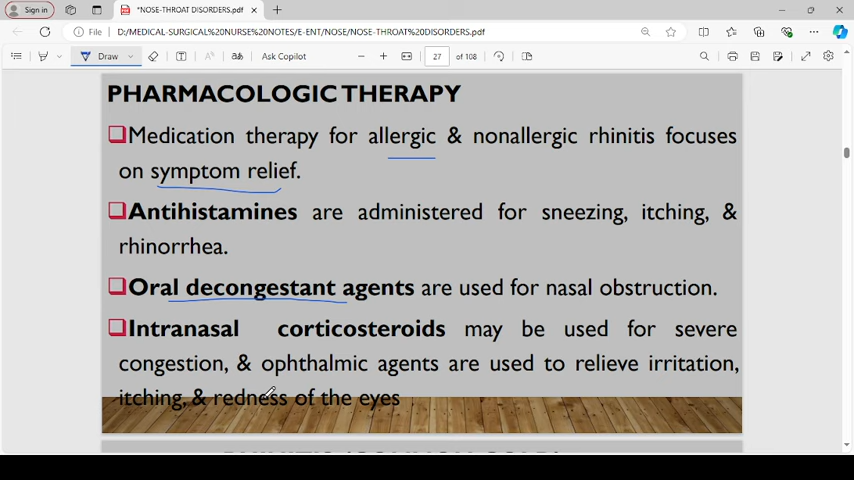 Sign in
*NOSE-THROAT DISORDERS.pdf
File
D:/MEDICAL-SURGICAL%20NURSE%20NOTES/E-ENT/NOSE/NOSE-THROAT%20DISORDERS.pdf
Draw
Ask Copilot
27 of 108
PHARMACOLOGIC THERAPY
Medication therapy for allergic & nonallergic rhinitis focuses
on symptom relief.
Antihistamines are administered for sneezing, itching, &
rhinorrhea.
Oral decongestant agents are used for nasal obstruction.
Intranasal corticosteroids may be used for severe
congestion, & ophthalmic agents are used to relieve irritation,
itching, & redness of the eyes